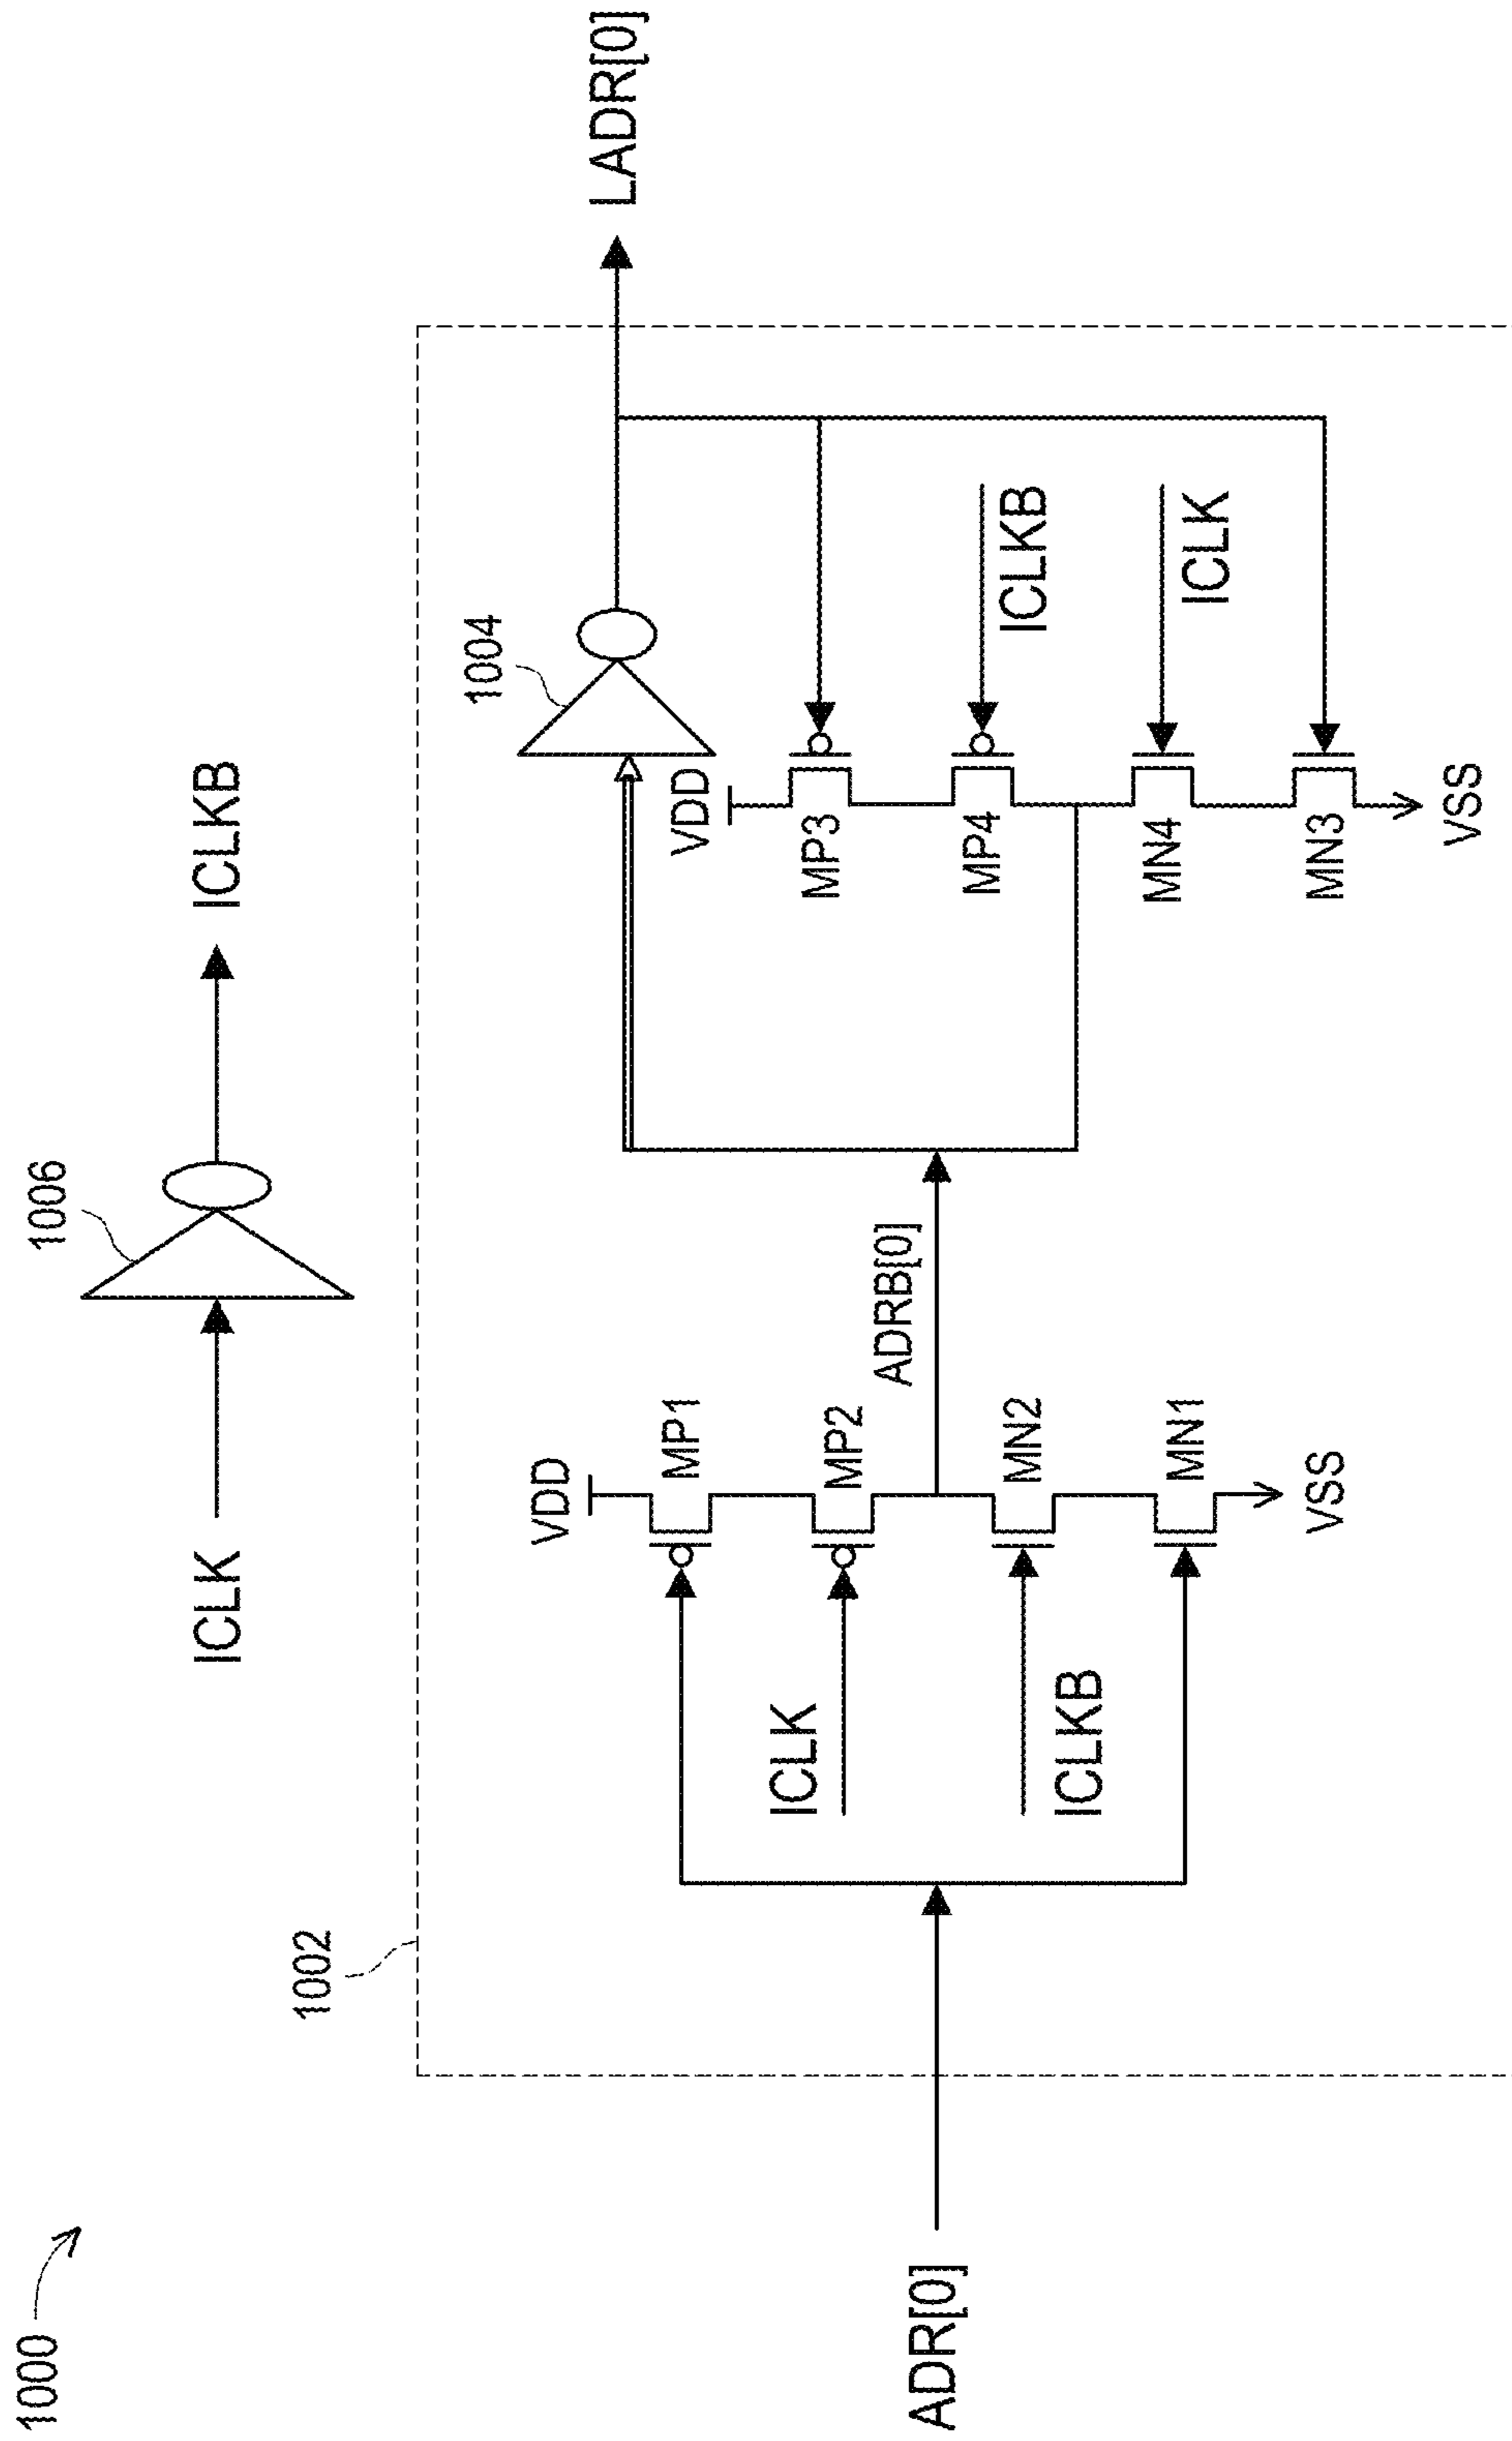 1000
ICLK
1006
ICLKB
1002
ADR[0]
VDD
MP1
ICLK
MP2
ICLKB
MN2
MN1
VSS
ADRB[0]
1004
LADR[0]
VDD
MP3
MP4
ICLKB
MN4
ICLK
MN3
VSS